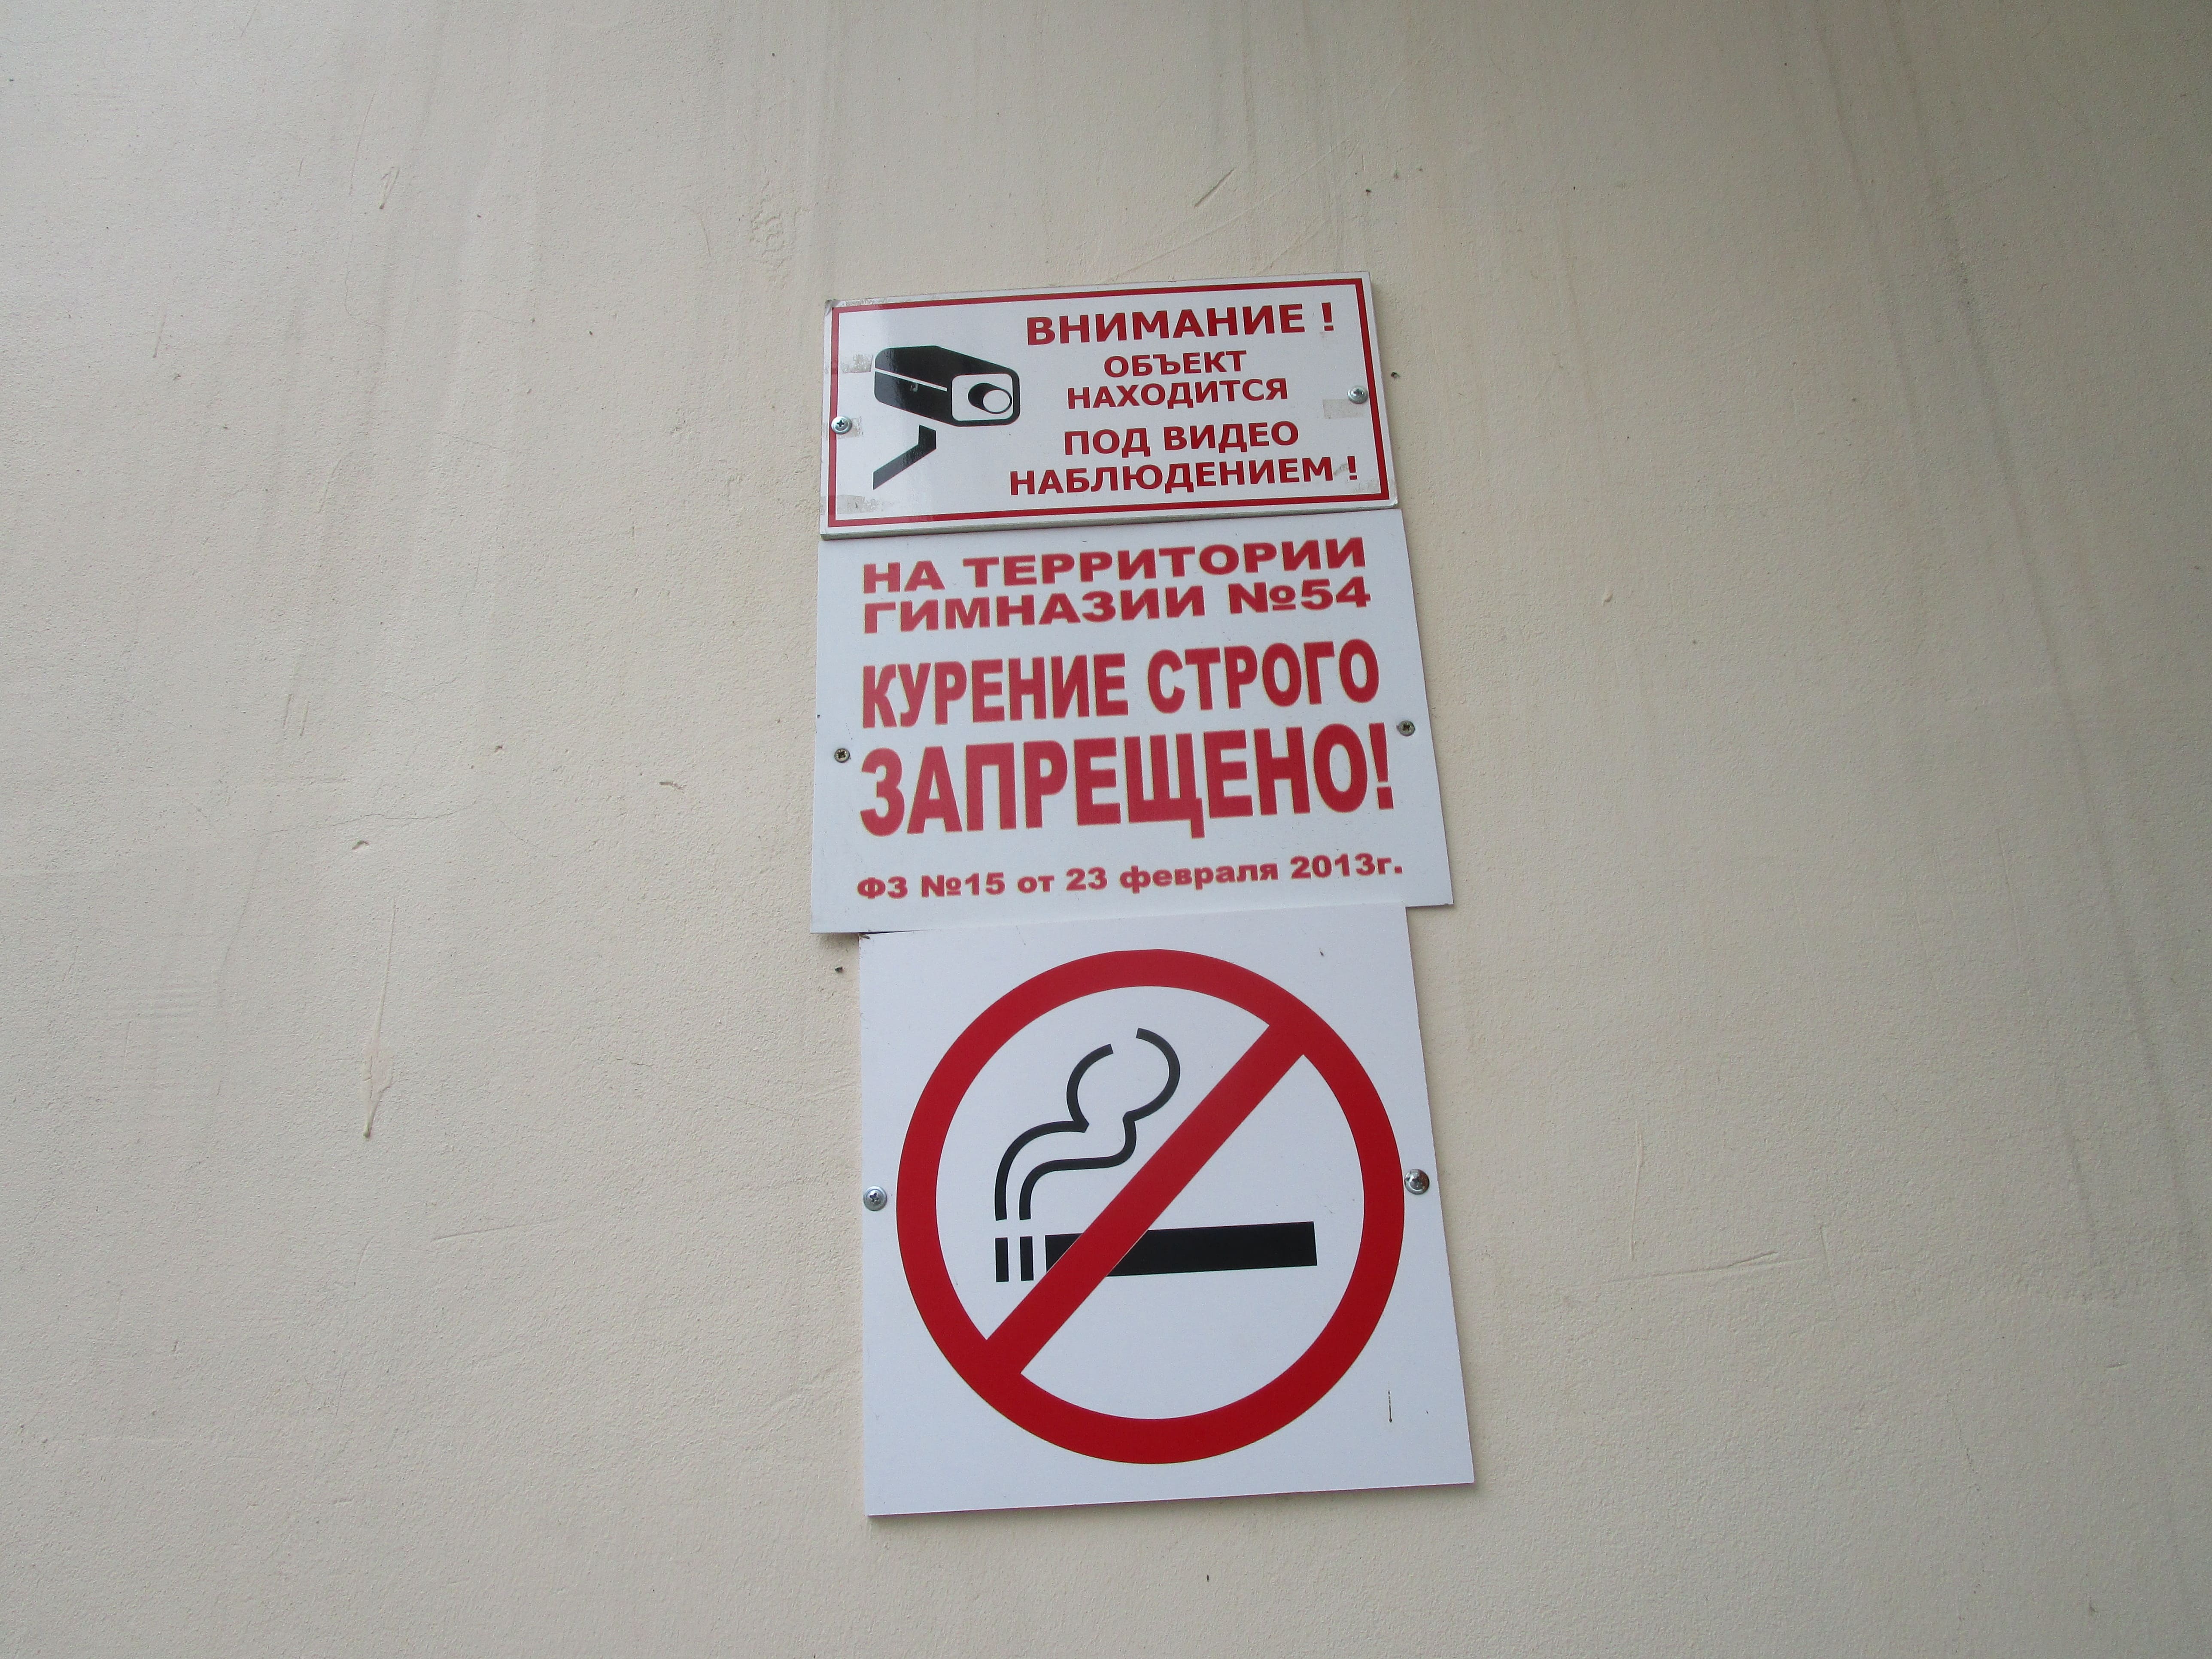 ВНИМАНИЕ !
ОБЪЕКТ
НАХОДИТСЯ
ПОД ВИДЕО
НАБЛЮДЕНИЕМ !
НА ТЕРРИТОРИИ
ГИМНАЗИИ №54
КУРЕНИЕ СТРОГО
ЗАПРЕЩЕНО!
ФЗ №15 от 23 февраля 2013г.